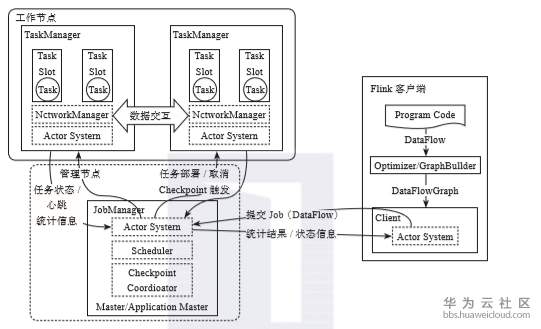 工作节点
TaskManager
Task
Slot
Task
Task
Slot
Task
NctworkManager
Actor System
数据交互
TaskManager
Task
Slot
Task
Task
Slot
Task
NctworkManager
Actor System
管理节点
任务状态 /
心跳
统计信息
任务部署 / 取消
Checkpoint 触发
JobManager
Actor System
Scheduler
Checkpoint
Coordioator
Master/Application Master
提交 Job（DataFlow）
统计结果 / 状态信息
Flink 客户端
Program Code
DataFlow
Optimizer/GraphBullder
DataFlowGraph
Client
Actor System
华为云社区
bbs.huaweicloud.com